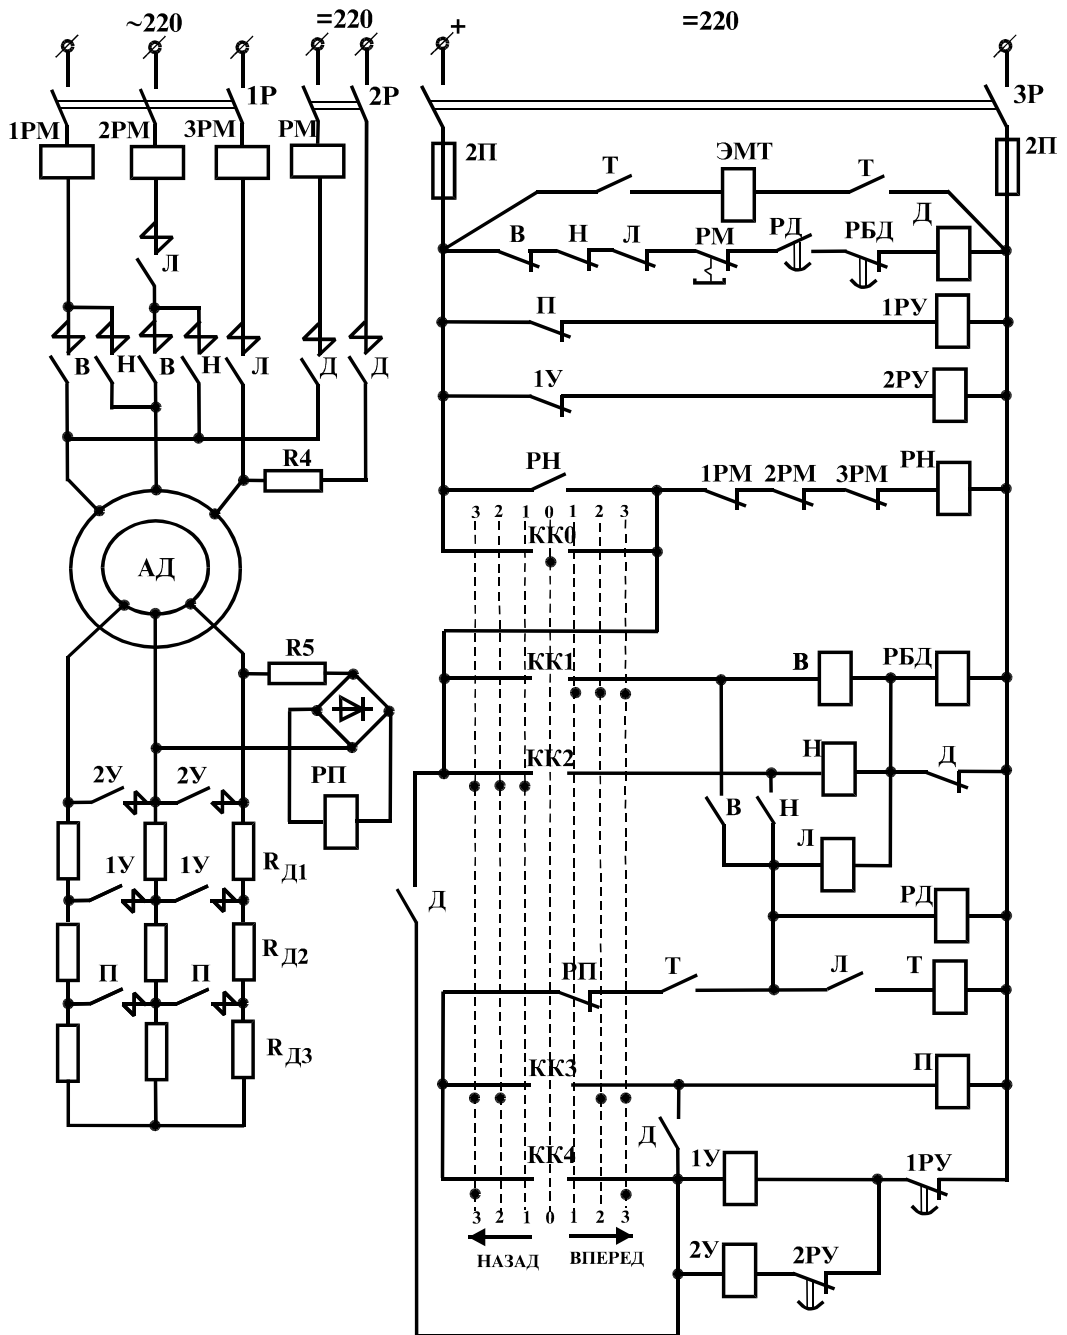 ~220 =220 + =220
1Р 2Р 3Р
1РМ 2РМ 3РМ РМ
2П 2П
Т ЭМТ Т
Д
В Н Л РМ РД РБД
Л
П 1РУ
В Н В Н Л Д Д
1У 2РУ
R4
РН 1РМ 2РМ 3РМ РН
3 2 1 0 1 2 3
КК0
АД
R5
КК1 В РБД
КК2 Н Д
РП
2У 2У
В Н
Л
1У 1У RД1
Д
РД
RД2
П П
РП Т Л Т
RД3
КК3 П
Д
КК4 1У 1РУ
3 2 1 0 1 2 3
НАЗАД ВПЕРЕД
2У 2РУ